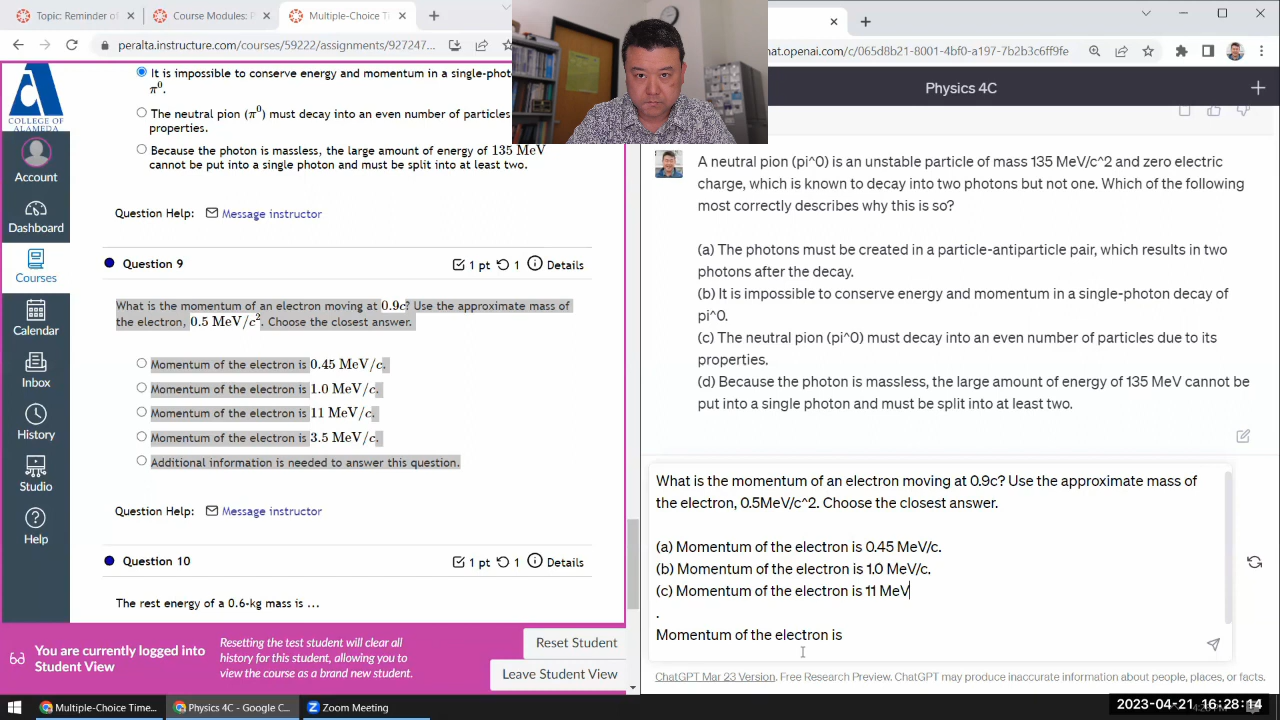 Topic: Read
Course Modules: P
Multiple-Choice Ti
peralta.instructure.com/courses/59222/assignments/927247...
hat.openai.com/c/065d8b21-8001-4bf0-a197-7b2b3c6ff9fe
Physics 4C
COLLEGE OF
ALAMEDA
Account
Dashboard
Courses
Calendar
Inbox
History
Studio
Help
It is impossible to conserve energy and momentum in a single-phot
π⁰.
The neutral pion (π⁰) must decay into an even number of particles
properties.
Because the photon is massless, the large amount of energy of 135 MeV
cannot be put into a single photon and must be split into at least two.
Question Help: Message instructor
Question 9 1 pt 1 Details
What is the momentum of an electron moving at 0.9c? Use the approximate mass of
the electron, 0.5 MeV/c². Choose the closest answer.
Momentum of the electron is 0.45 MeV/c.
Momentum of the electron is 1.0 MeV/c.
Momentum of the electron is 11 MeV/c.
Momentum of the electron is 3.5 MeV/c.
Additional information is needed to answer this question.
Question Help: Message instructor
Question 10 1 pt 1 Details
The rest energy of a 0.6-kg mass is ...
You are currently logged into
Student View
Resetting the test student will clear all
history for this student, allowing you to
view the course as a brand new student.
Reset Student
Leave Student View
A neutral pion (pi^0) is an unstable particle of mass 135 MeV/c^2 and zero electric
charge, which is known to decay into two photons but not one. Which of the following
most correctly describes why this is so?
(a) The photons must be created in a particle-antiparticle pair, which results in two
photons after the decay.
(b) It is impossible to conserve energy and momentum in a single-photon decay of
pi^0.
(c) The neutral pion (pi^0) must decay into an even number of particles due to its
properties.
(d) Because the photon is massless, the large amount of energy of 135 MeV cannot be
put into a single photon and must be split into at least two.
What is the momentum of an electron moving at 0.9c? Use the approximate mass of
the electron, 0.5MeV/c^2. Choose the closest answer.
(a) Momentum of the electron is 0.45 MeV/c.
(b) Momentum of the electron is 1.0 MeV/c.
(c) Momentum of the electron is 11 MeV
.
Momentum of the electron is
ChatGPT Mar 23 Version. Free Research Preview. ChatGPT may produce inaccurate information about people, places, or facts.
Multiple-Choice Time...
Physics 4C - Google C...
Zoom Meeting
2023-04-21 16:28:14